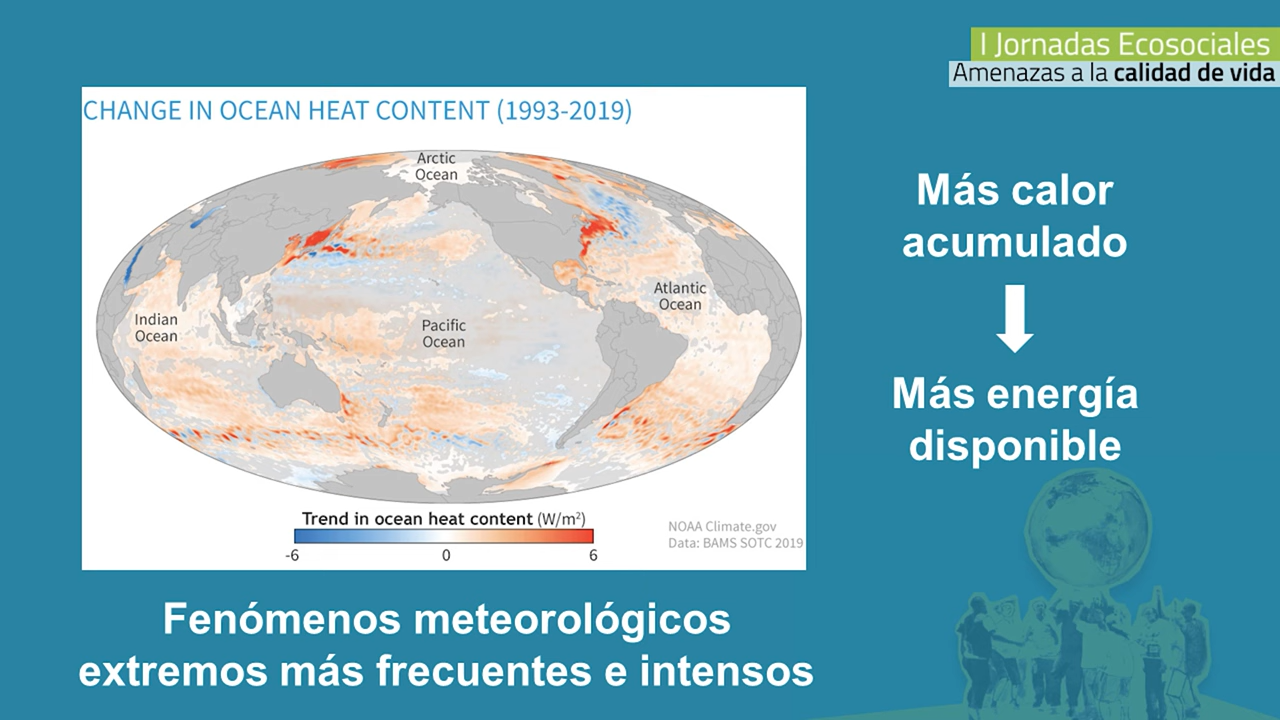 I Jornadas Ecosociales
Amenazas a la calidad de vida
CHANGE IN OCEAN HEAT CONTENT (1993-2019)
Arctic
Ocean
Indian
Ocean
Pacific
Ocean
Atlantic
Ocean
Trend in ocean heat content (W/m²)
-6 0 6
NOAA Climate.gov
Data: BAMS SOTC 2019
Más calor
acumulado
Más energía
disponible
Fenómenos meteorológicos
extremos más frecuentes e intensos